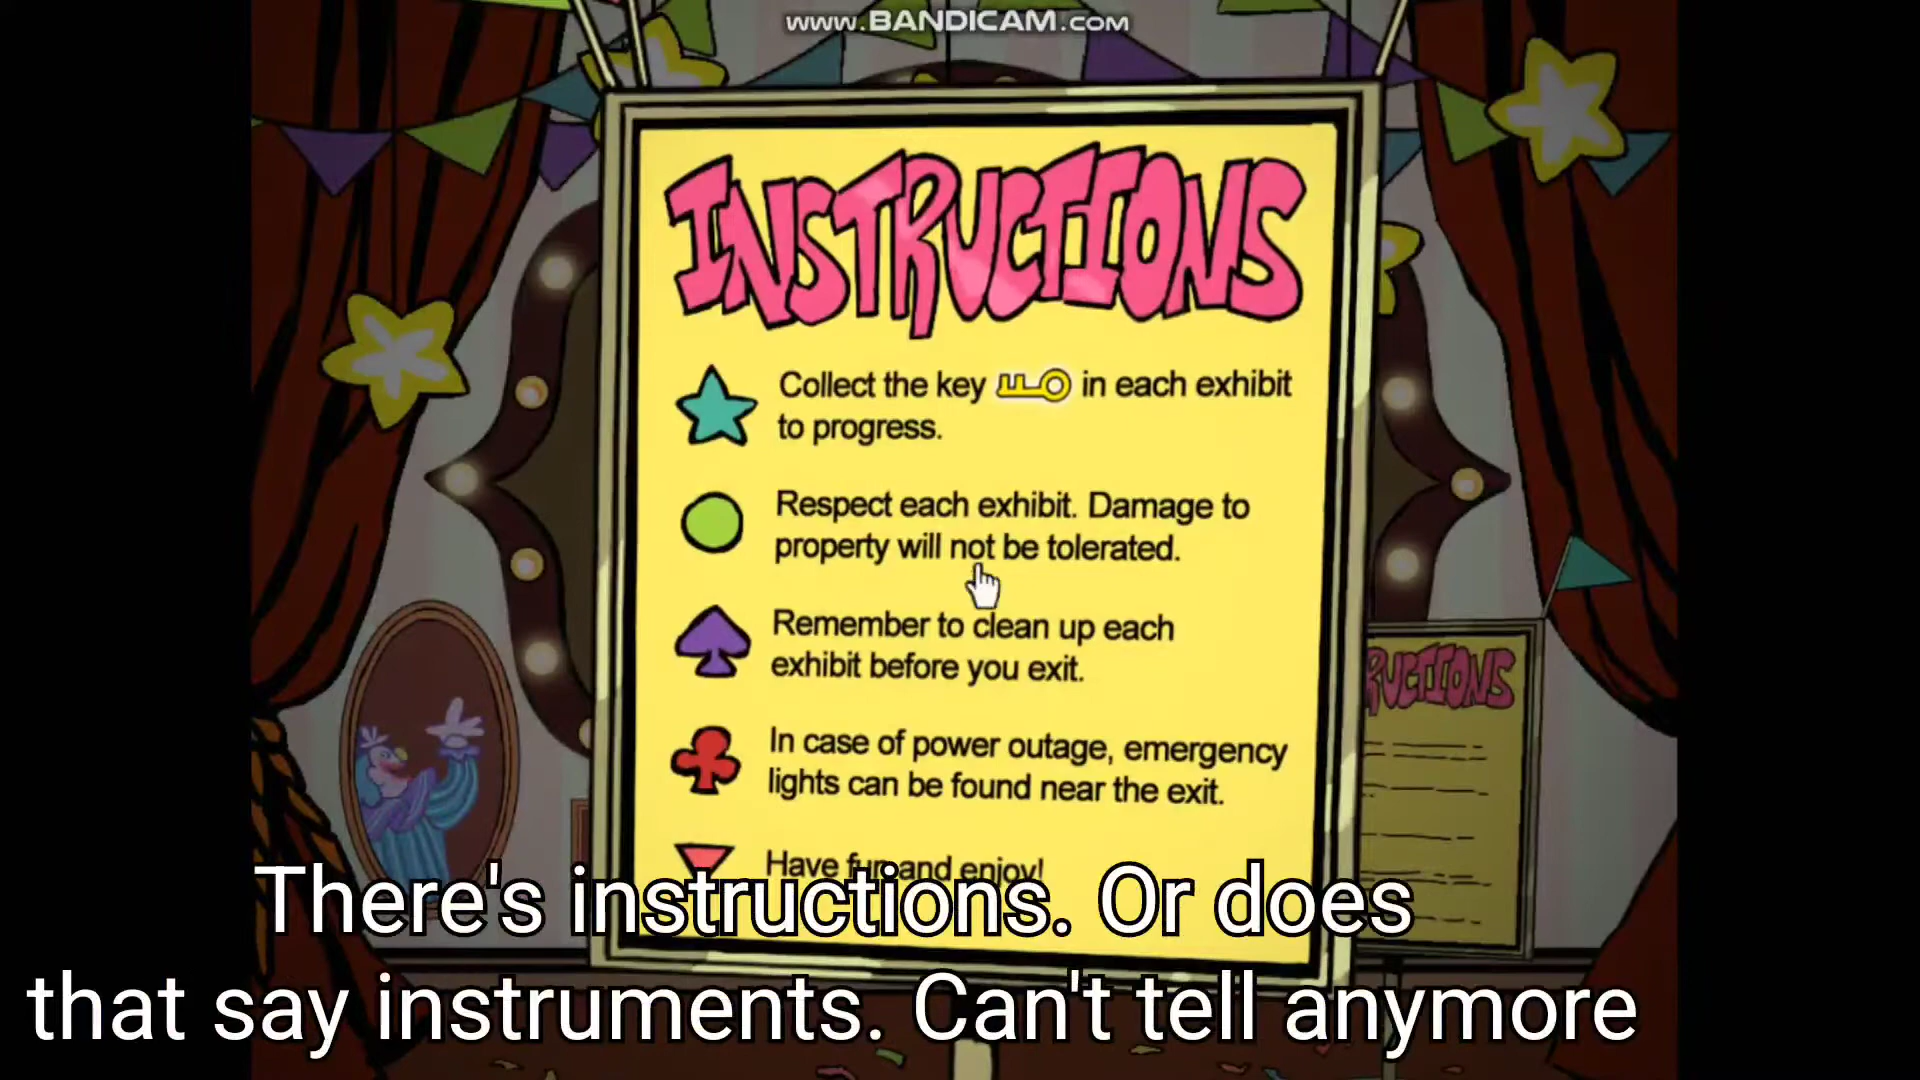 www.BANDICAM.com
INSTRUCTIONS
Collect the key in each exhibit
to progress.
Respect each exhibit. Damage to
property will not be tolerated.
Remember to clean up each
exhibit before you exit.
In case of power outage, emergency
lights can be found near the exit.
Have fun and enjoy!
RUCTIONS
There's instructions. Or does
that say instruments. Can't tell anymore